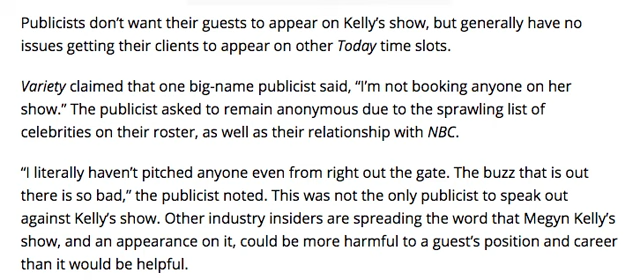 Publicists don’t want their guests to appear on Kelly’s show, but generally have no
issues getting their clients to appear on other Today time slots.
Variety claimed that one big-name publicist said, “I’m not booking anyone on her
show.” The publicist asked to remain anonymous due to the sprawling list of
celebrities on their roster, as well as their relationship with NBC.
“I literally haven’t pitched anyone even from right out the gate. The buzz that is out
there is so bad,” the publicist noted. This was not the only publicist to speak out
against Kelly’s show. Other industry insiders are spreading the word that Megyn Kelly’s
show, and an appearance on it, could be more harmful to a guest’s position and career
than it would be helpful.